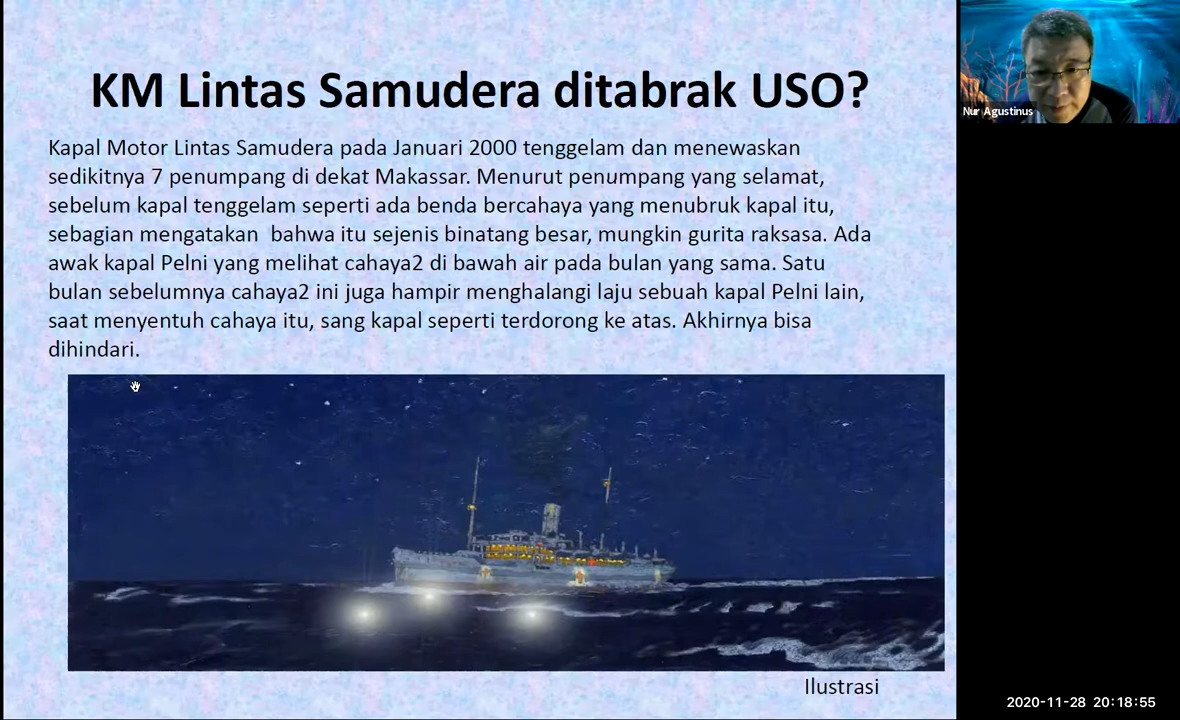 KM Lintas Samudera ditabrak USO?
Kapal Motor Lintas Samudera pada Januari 2000 tenggelam dan menewaskan
sedikitnya 7 penumpang di dekat Makassar. Menurut penumpang yang selamat,
sebelum kapal tenggelam seperti ada benda bercahaya yang menubruk kapal itu,
sebagian mengatakan  bahwa itu sejenis binatang besar, mungkin gurita raksasa. Ada
awak kapal Pelni yang melihat cahaya2 di bawah air pada bulan yang sama. Satu
bulan sebelumnya cahaya2 ini juga hampir menghalangi laju sebuah kapal Pelni lain,
saat menyentuh cahaya itu, sang kapal seperti terdorong ke atas. Akhirnya bisa
dihindari.
Ilustrasi
Nur Agustinus
2020-11-28 20:18:55